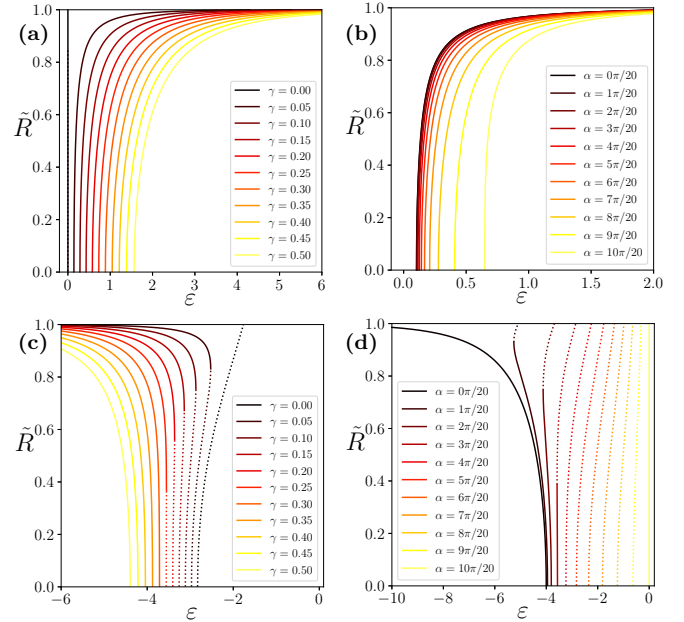 (a)
R̃
1.0
0.8
0.6
0.4
0.2
0.0
0
1
2
3
4
5
6
ε
γ = 0.00
γ = 0.05
γ = 0.10
γ = 0.15
γ = 0.20
γ = 0.25
γ = 0.30
γ = 0.35
γ = 0.40
γ = 0.45
γ = 0.50
(b)
R̃
1.0
0.8
0.6
0.4
0.2
0.0
0.0
0.5
1.0
1.5
2.0
ε
α = 0π/20
α = 1π/20
α = 2π/20
α = 3π/20
α = 4π/20
α = 5π/20
α = 6π/20
α = 7π/20
α = 8π/20
α = 9π/20
α = 10π/20
(c)
R̃
1.0
0.8
0.6
0.4
0.2
0.0
−6
−4
−2
0
ε
γ = 0.00
γ = 0.05
γ = 0.10
γ = 0.15
γ = 0.20
γ = 0.25
γ = 0.30
γ = 0.35
γ = 0.40
γ = 0.45
γ = 0.50
(d)
R̃
1.0
0.8
0.6
0.4
0.2
0.0
−10
−8
−6
−4
−2
0
ε
α = 0π/20
α = 1π/20
α = 2π/20
α = 3π/20
α = 4π/20
α = 5π/20
α = 6π/20
α = 7π/20
α = 8π/20
α = 9π/20
α = 10π/20